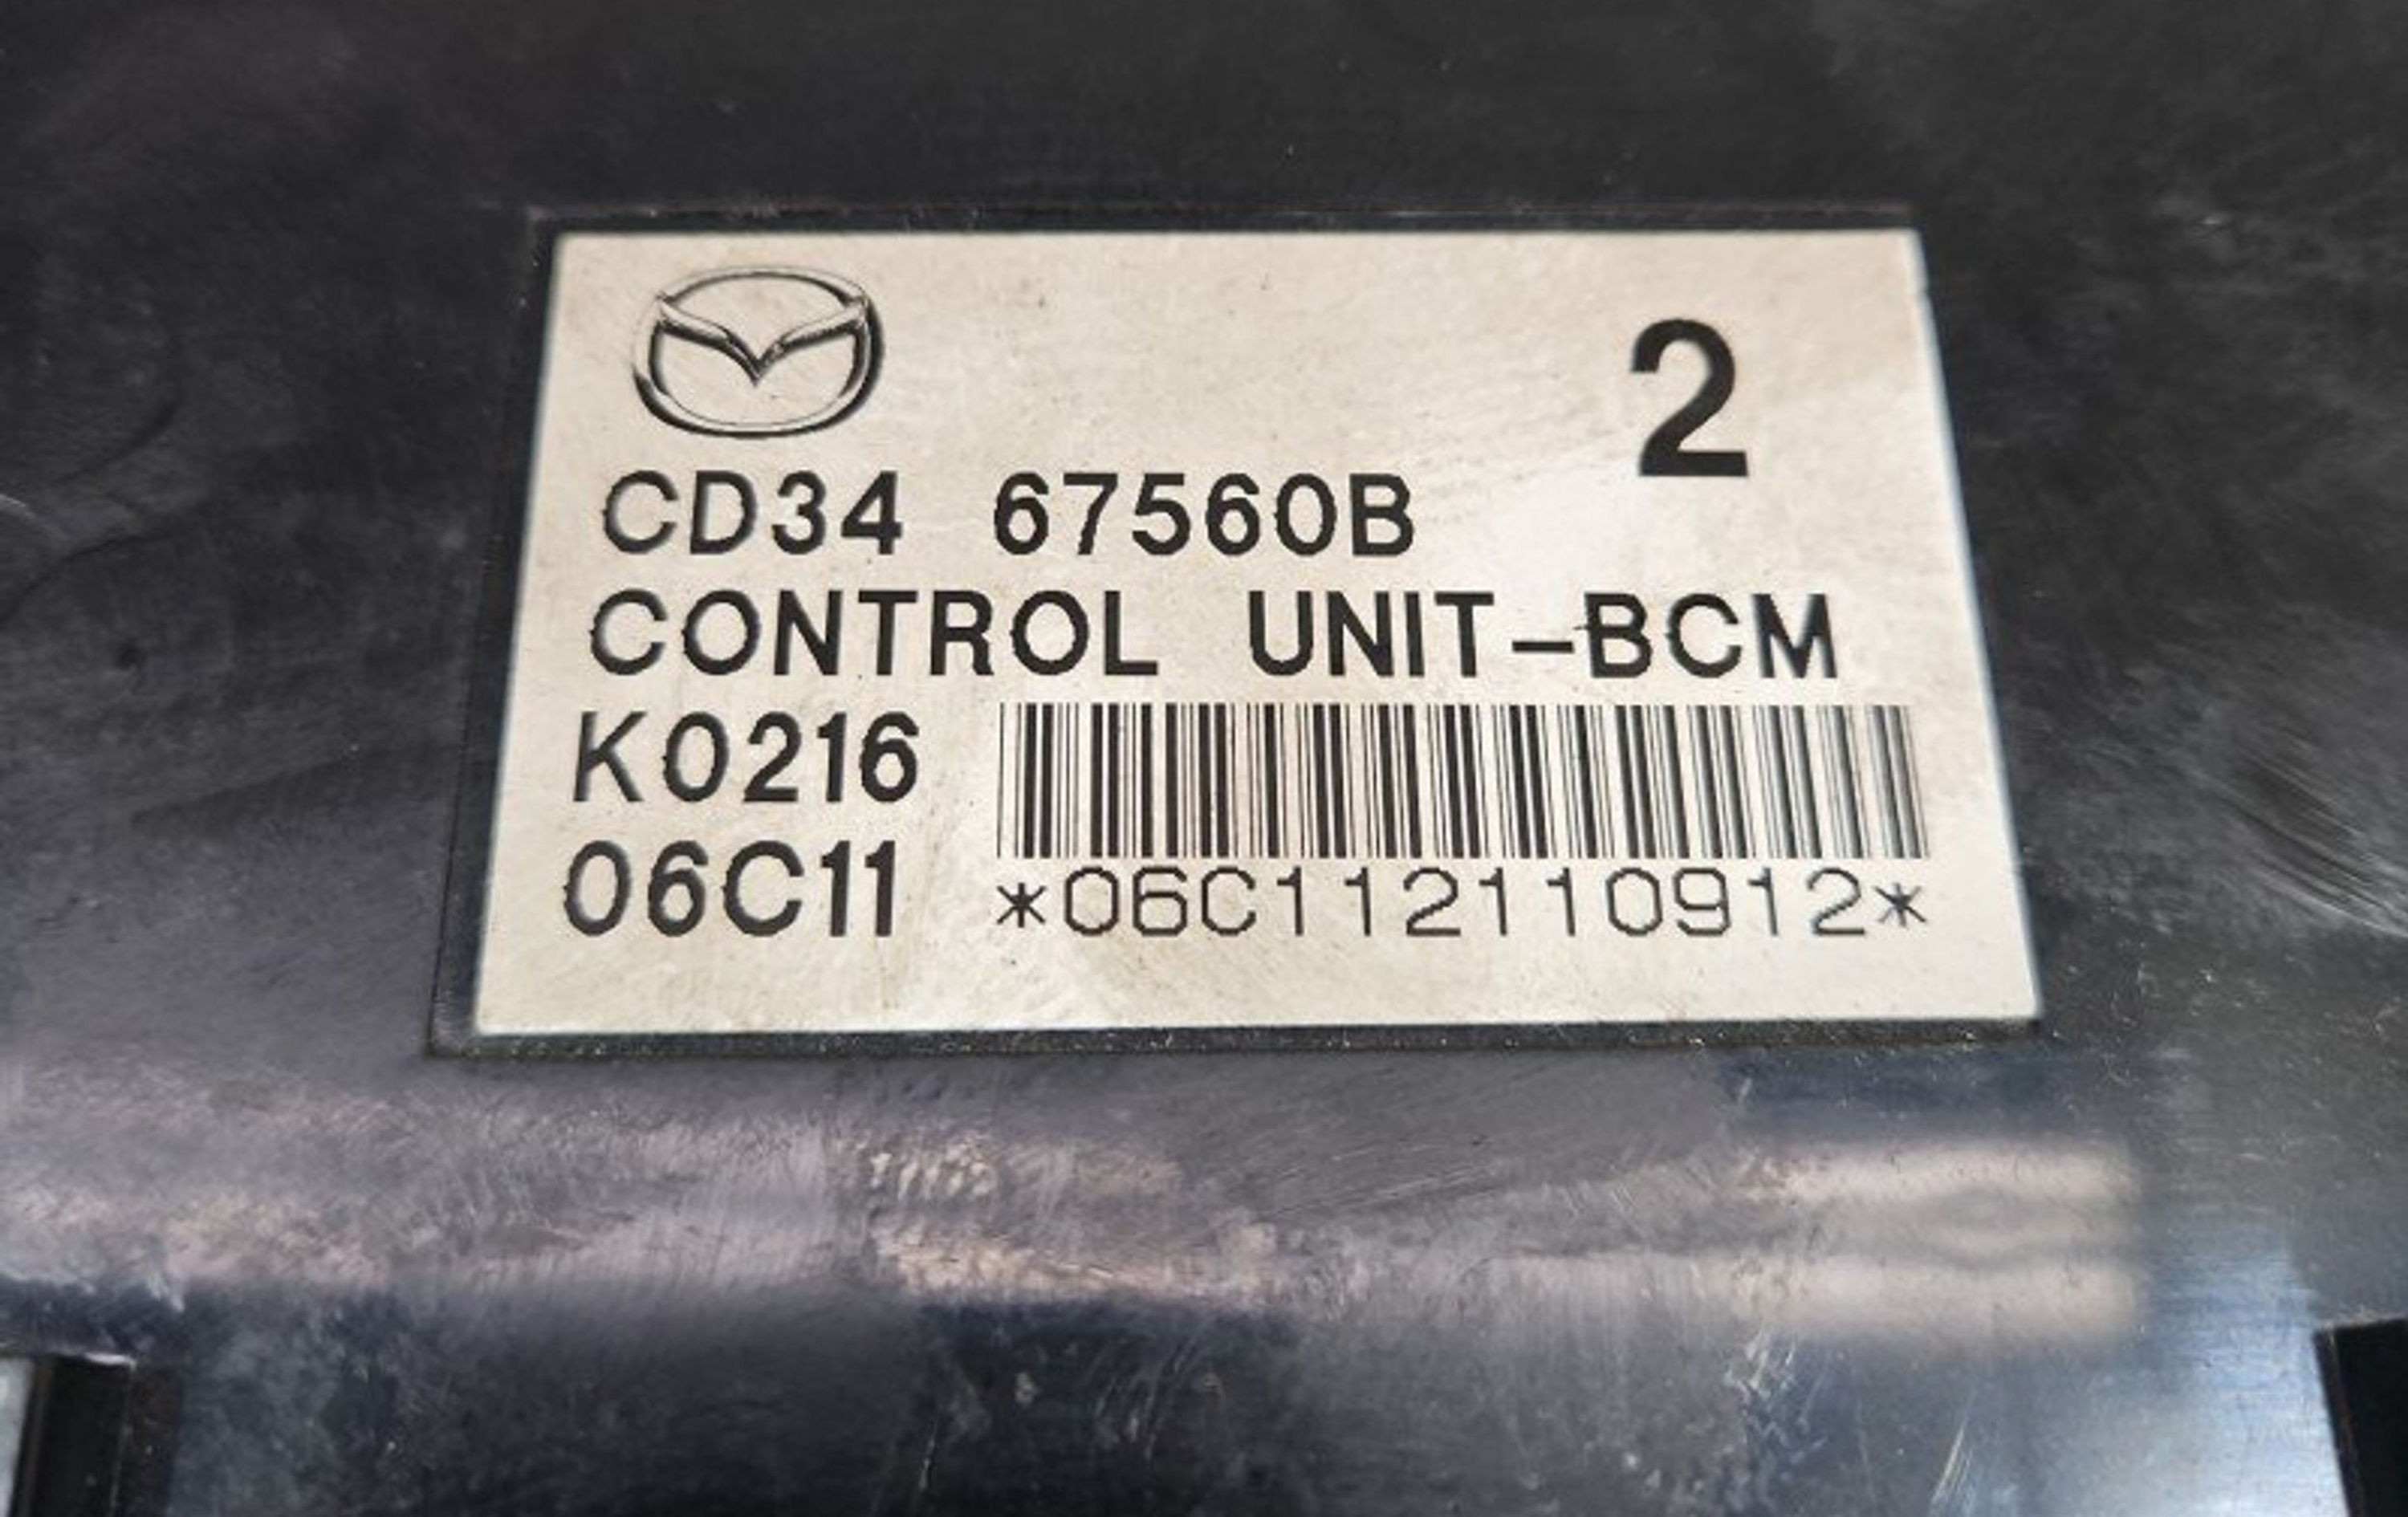 2
CD34 67560B
CONTROL UNIT-BCM
K0216
06C11 *06C112110912*